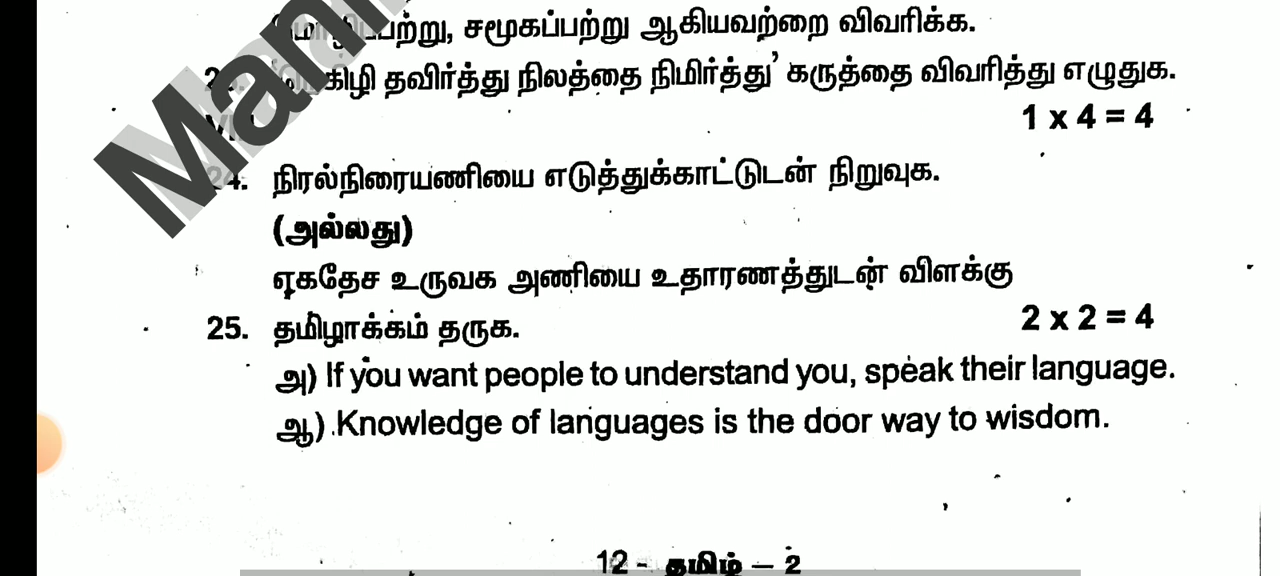 சமூகப்பற்று ஆகியவற்றை விவரிக்க.
தவிர்த்து நிலத்தை நிமிர்த்து' கருத்தை விவரித்து எழுதுக.
1 x 4 = 4
24. நிரல்நிரையணியை எடுத்துக்காட்டுடன் நிறுவுக.
(அல்லது)
ஏகதேச உருவக அணியை உதாரணத்துடன் விளக்கு
2 x 2 = 4
25. தமிழாக்கம் தருக.
அ) If you want people to understand you, speak their language.
ஆ) Knowledge of languages is the door way to wisdom.
12 - தமிழ் – 2